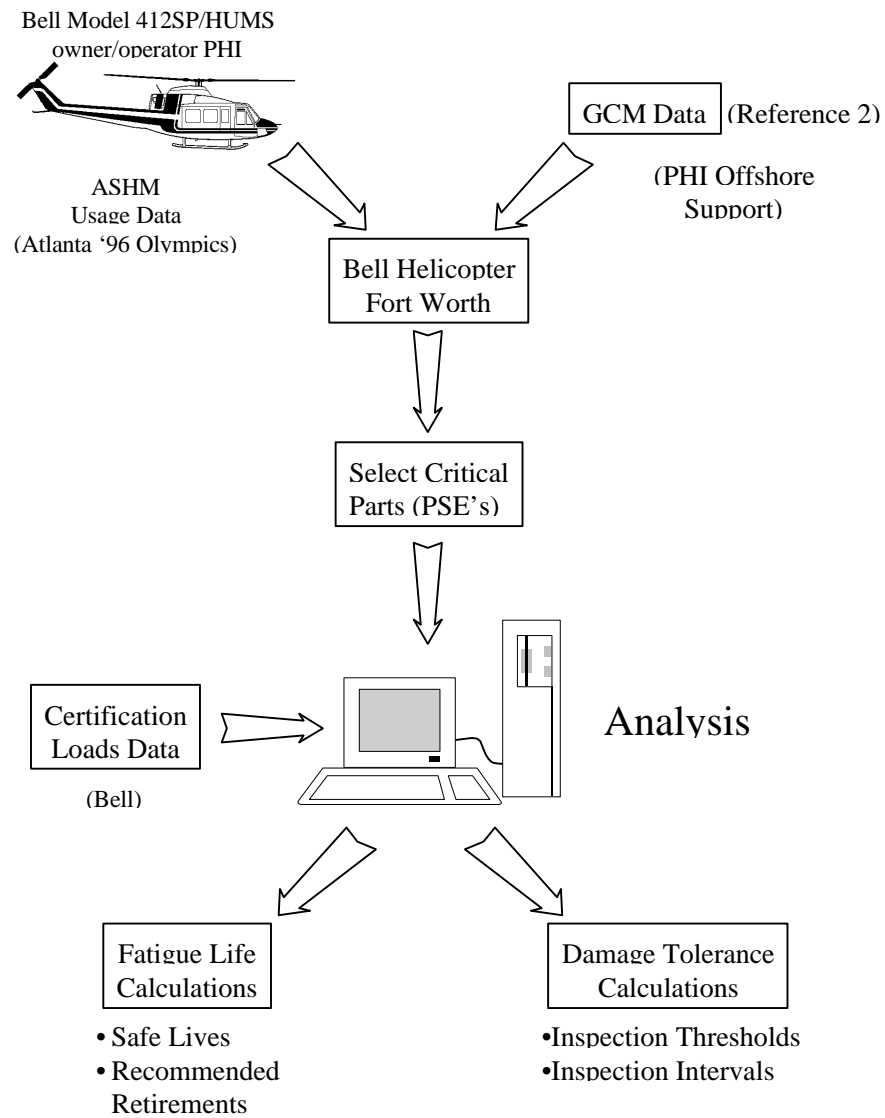 Bell Model 412SP/HUMS
owner/operator PHI
GCM Data (Reference 2)
(PHI Offshore
Support)
ASHM
Usage Data
(Atlanta ‘96 Olympics)
Bell Helicopter
Fort Worth
Select Critical
Parts (PSE’s)
Certification
Loads Data
(Bell)
Analysis
Fatigue Life
Calculations
• Safe Lives
• Recommended
Retirements
Damage Tolerance
Calculations
•Inspection Thresholds
•Inspection Intervals